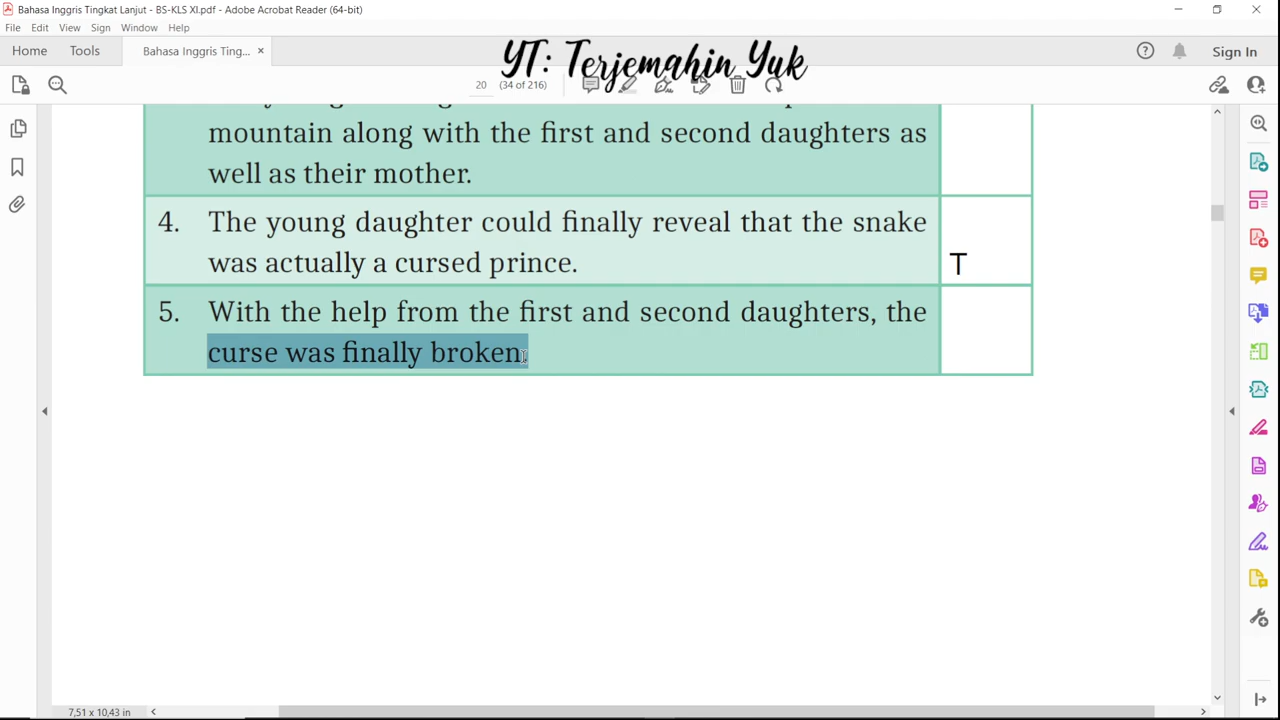 Bahasa Inggris Tingkat Lanjut - BS-KLS XI.pdf - Adobe Acrobat Reader (64-bit)
File Edit View Sign Window Help
Home Tools Bahasa Inggris Ting... ×
YT: Terjemahin Yuk
Sign In
20 (34 of 216)
mountain along with the first and second daughters as
well as their mother.
4. The young daughter could finally reveal that the snake
was actually a cursed prince. T
5. With the help from the first and second daughters, the
curse was finally broken.
7,51 x 10,43 in